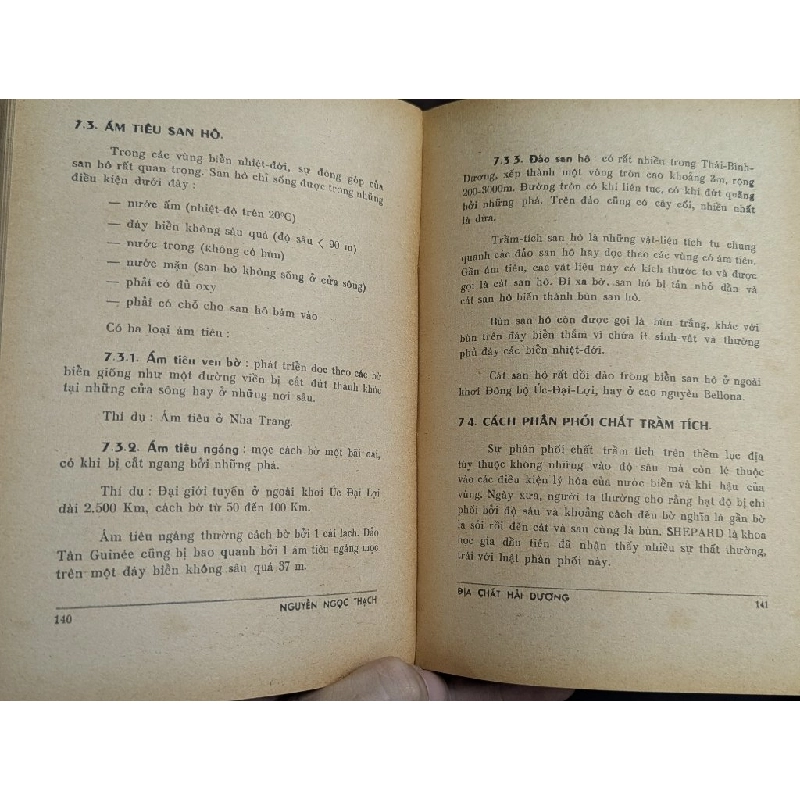 7.3. ÁM TIÊU SAN HÔ.
Trong các vùng biển nhiệt-đới, sự đóng góp của
san hô rất quan trọng. San hô chỉ sống được trong những
điều kiện dưới đây :
— nước ấm (nhiệt-độ trên 20°C)
— đáy biển không sâu quá (độ sâu < 90 m)
— nước trong (không có bùn)
— nước mặn (san hô không sống ở cửa sông)
— phải có đủ oxy
— phải có chỗ cho san hô bám vào
Có ba loại ám tiêu :
7.3.1. Ám tiêu ven bờ : phát triển dọc theo các bờ
biển giống như một đường viền bị cắt đứt thành khúc
tại những cửa sông hay ở những nơi sâu.
Thí dụ : Ám tiêu ở Nha Trang.
7.3.2. Ám tiêu ngáng : mọc cách bờ một bãi cái,
có khi bị cắt ngang bởi những phá.
Thí dụ : Đại giới tuyến ở ngoài khơi Úc Đại Lợi
dài 2.500 Km, cách bờ từ 50 đến 100 Km.
Ám tiêu ngáng thường cách bờ bởi 1 cái lạch. Đảo
Tân Guinée cũng bị bao quanh bởi 1 ám tiêu ngáng mọc
trên một đáy biển không sâu quá 37 m.
NGUYỄN NGỌC THẠCH
140
7.3.3. Đảo san hô có rất nhiều trong Thái-Bình-
Dương, xếp thành một vòng tròn cao khoảng 3m, rộng
200-3000m. Đường tròn có khi liên tục, có khi đứt quãng
bởi những phá. Trên đảo cũng có cây cối, nhiều nhất
là dừa.
Trầm-tích san hô là những vật-liệu tích tụ chung
quanh các đảo san hô hay dọc theo các vùng có ám tiêu.
Gần ám tiêu, các vật liệu này có kích thước to và được
gọi là cát san hô. Đi xa bờ, san hô bị tán nhỏ dần và
cát san hô biến thành bùn san hô.
Bùn san hô còn được gọi là bùn trắng, khác với
bùn trên đáy biển thẳm vì chứa ít sinh-vật và thường
phủ đáy các biển nhiệt-đới.
Cát san hô rất dồi dào trong biển san hô ở ngoài
khơi Đông bộ Úc-Đại-Lợi, hay ở cao nguyên Bellona.
7.4. CÁCH PHÂN PHỐI CHẤT TRẦM TÍCH.
Sự phân phối chất trầm tích trên thềm lục địa
tùy thuộc không những vào độ sâu mà còn lệ thuộc
vào các điều kiện lý hóa của nước biển và khí hậu của
vùng. Ngày xưa, người ta thường cho rằng hạt độ bị chi
phối bởi độ sâu và khoảng cách đến bờ nghĩa là gần bờ
là sỏi rồi đến cát và sau cùng là bùn. SHEPARD là khoa
học gia đầu tiên đã nhận thấy nhiều sự thất thường,
trái với luật phân phối này.
ĐỊA CHẤT HẢI DƯƠNG
141